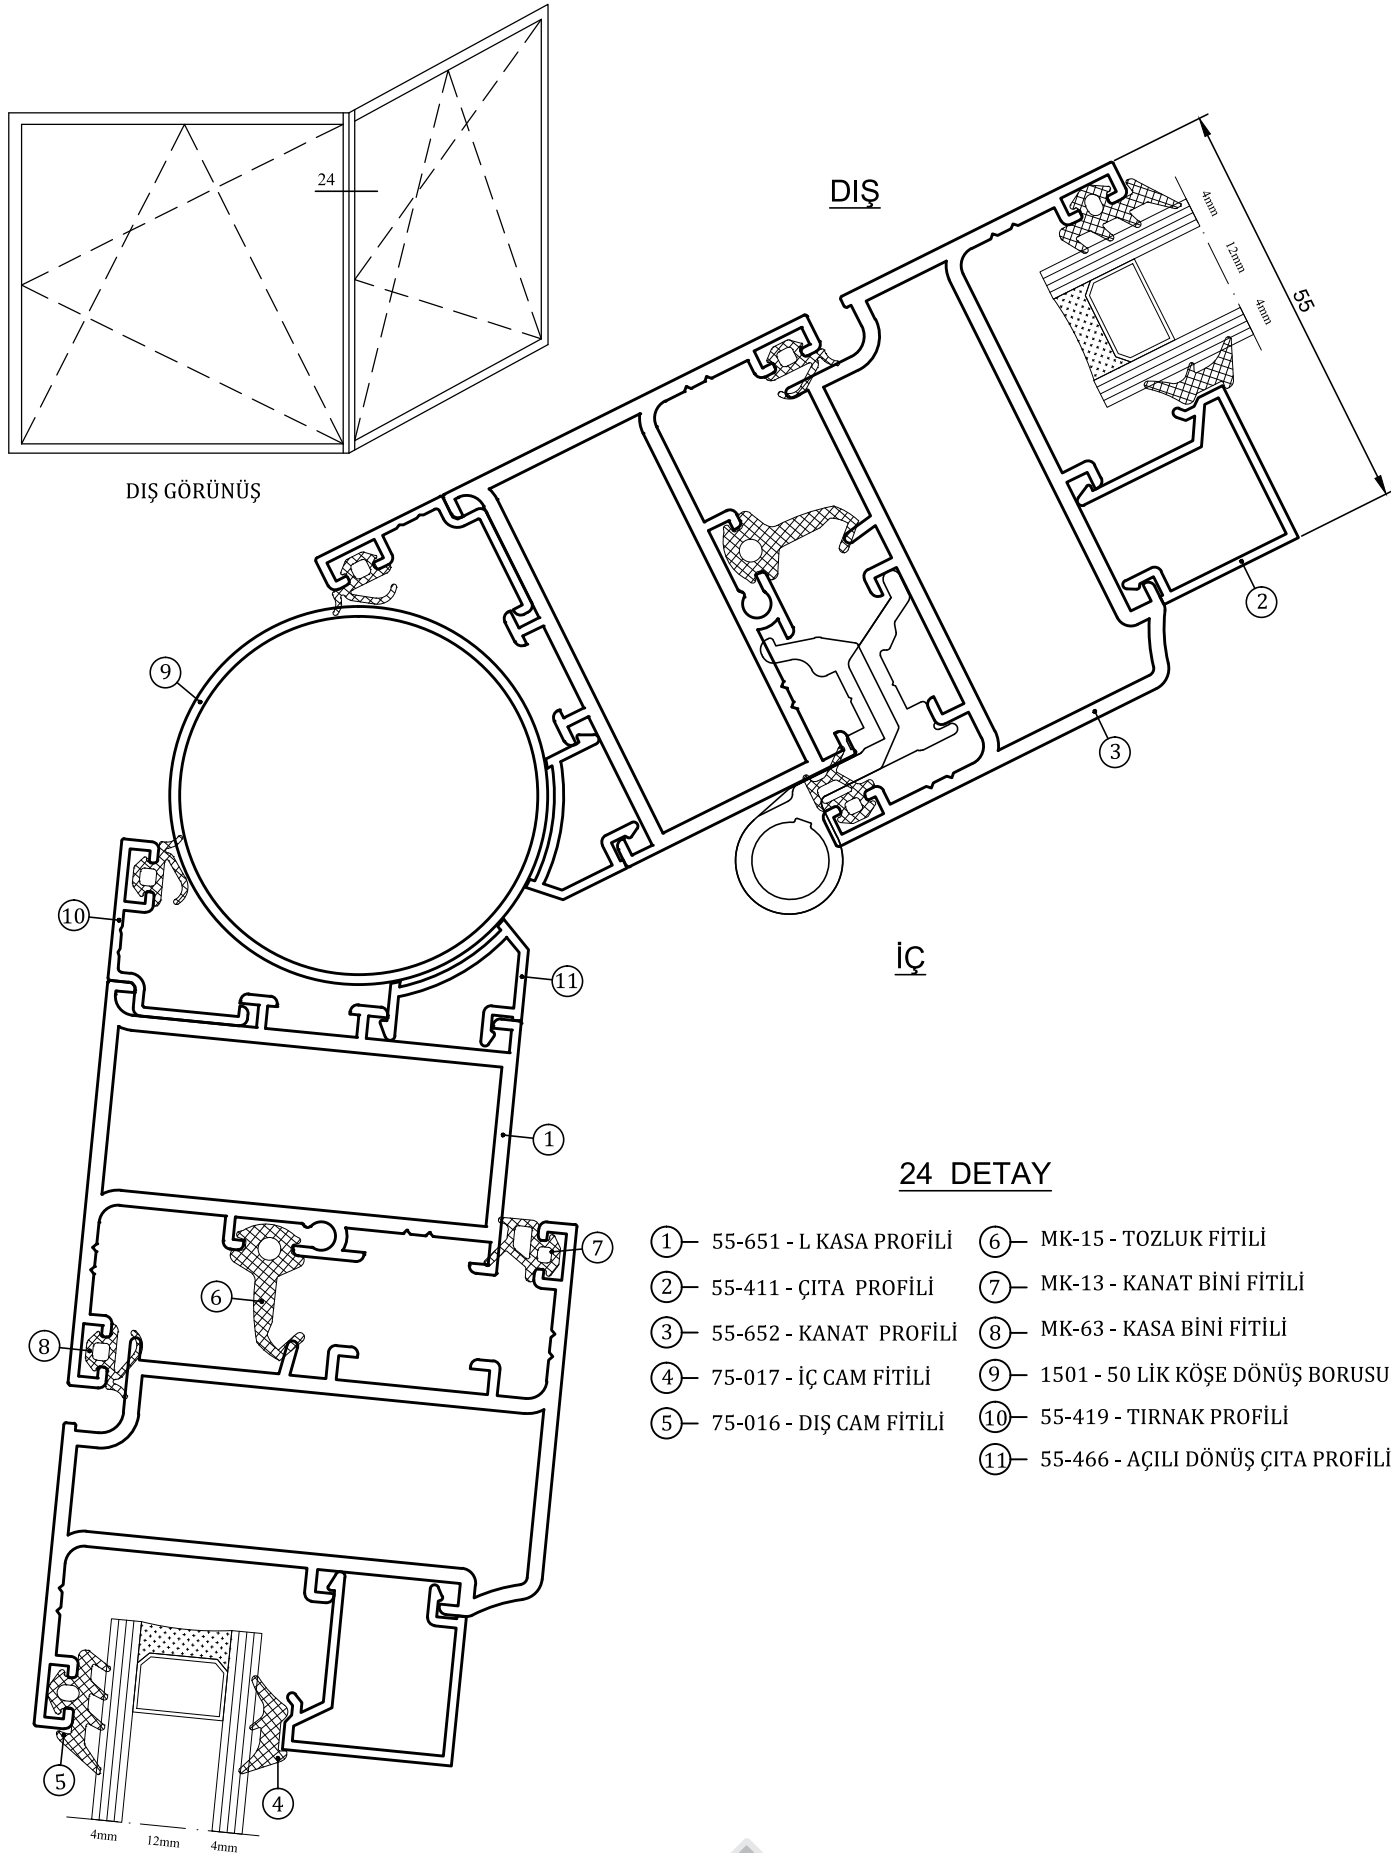 24
DIŞ GÖRÜNÜŞ
DIŞ
4mm
12mm
4mm
55
2
3
9
10
İÇ
11
1
7
6
8
5
4
4mm
12mm
4mm
24 DETAY
1 55-651 - L KASA PROFİLİ
2 55-411 - ÇITA PROFİLİ
3 55-652 - KANAT PROFİLİ
4 75-017 - İÇ CAM FİTİLİ
5 75-016 - DIŞ CAM FİTİLİ
6 MK-15 - TOZLUK FİTİLİ
7 MK-13 - KANAT BİNİ FİTİLİ
8 MK-63 - KASA BİNİ FİTİLİ
9 1501 - 50 LİK KÖŞE DÖNÜŞ BORUSU
10 55-419 - TIRNAK PROFİLİ
11 55-466 - AÇILI DÖNÜŞ ÇITA PROFİLİ